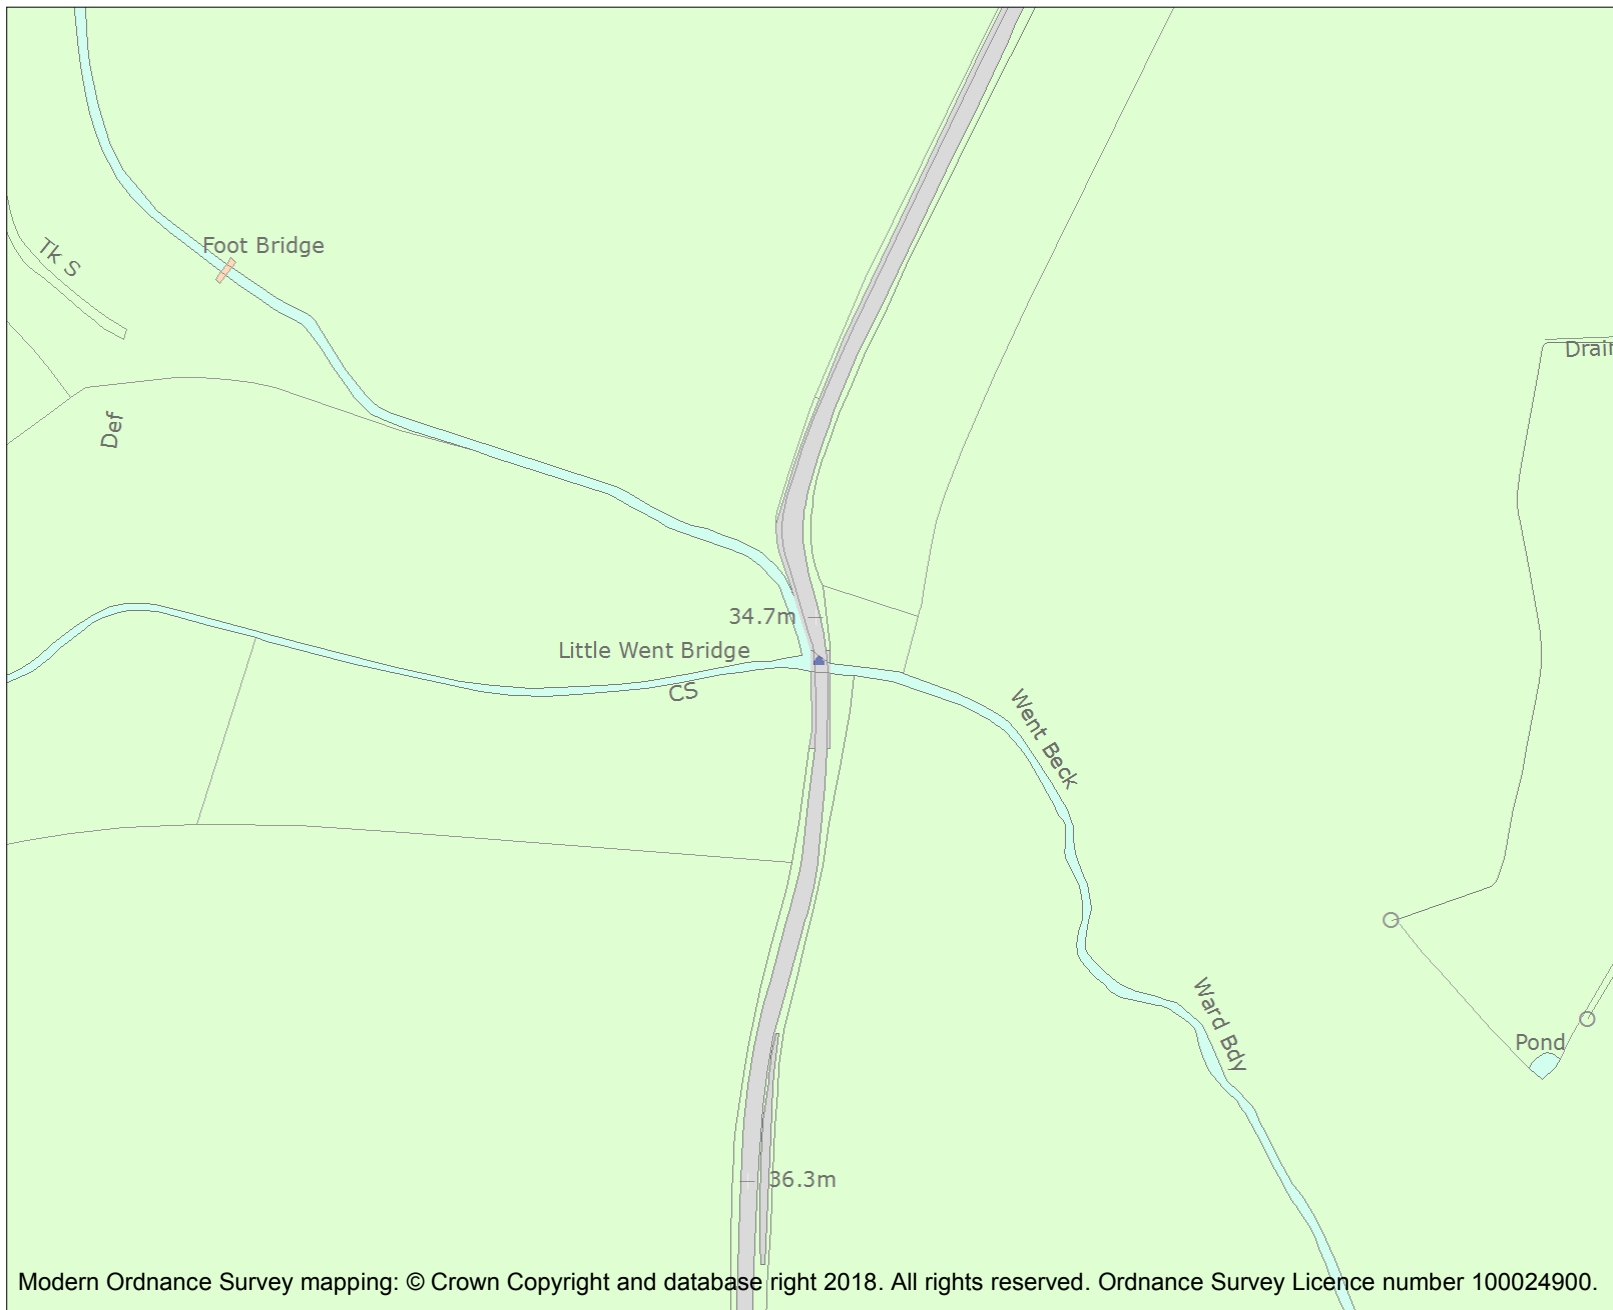 Foot Bridge
Tk S
Drain
Def
34.7m
Little Went Bridge
CS
Went Beck
Ward Bdy
Pond
36.3m
Modern Ordnance Survey mapping: © Crown Copyright and database right 2018. All rights reserved. Ordnance Survey Licence number 100024900.